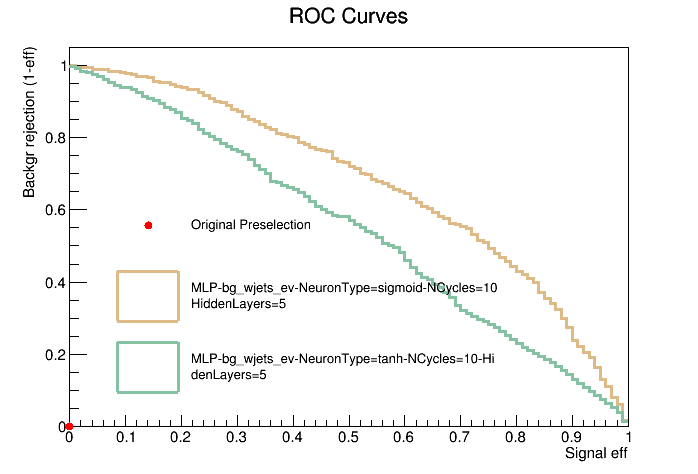 ROC Curves
Backgr rejection (1-eff)
1
0.8
0.6
0.4
0.2
0
Original Preselection
MLP-bg_wjets_ev-NeuronType=sigmoid-NCycles=10
HiddenLayers=5
MLP-bg_wjets_ev-NeuronType=tanh-NCycles=10-Hi
denLayers=5
0 0.1 0.2 0.3 0.4 0.5 0.6 0.7 0.8 0.9 1
Signal eff